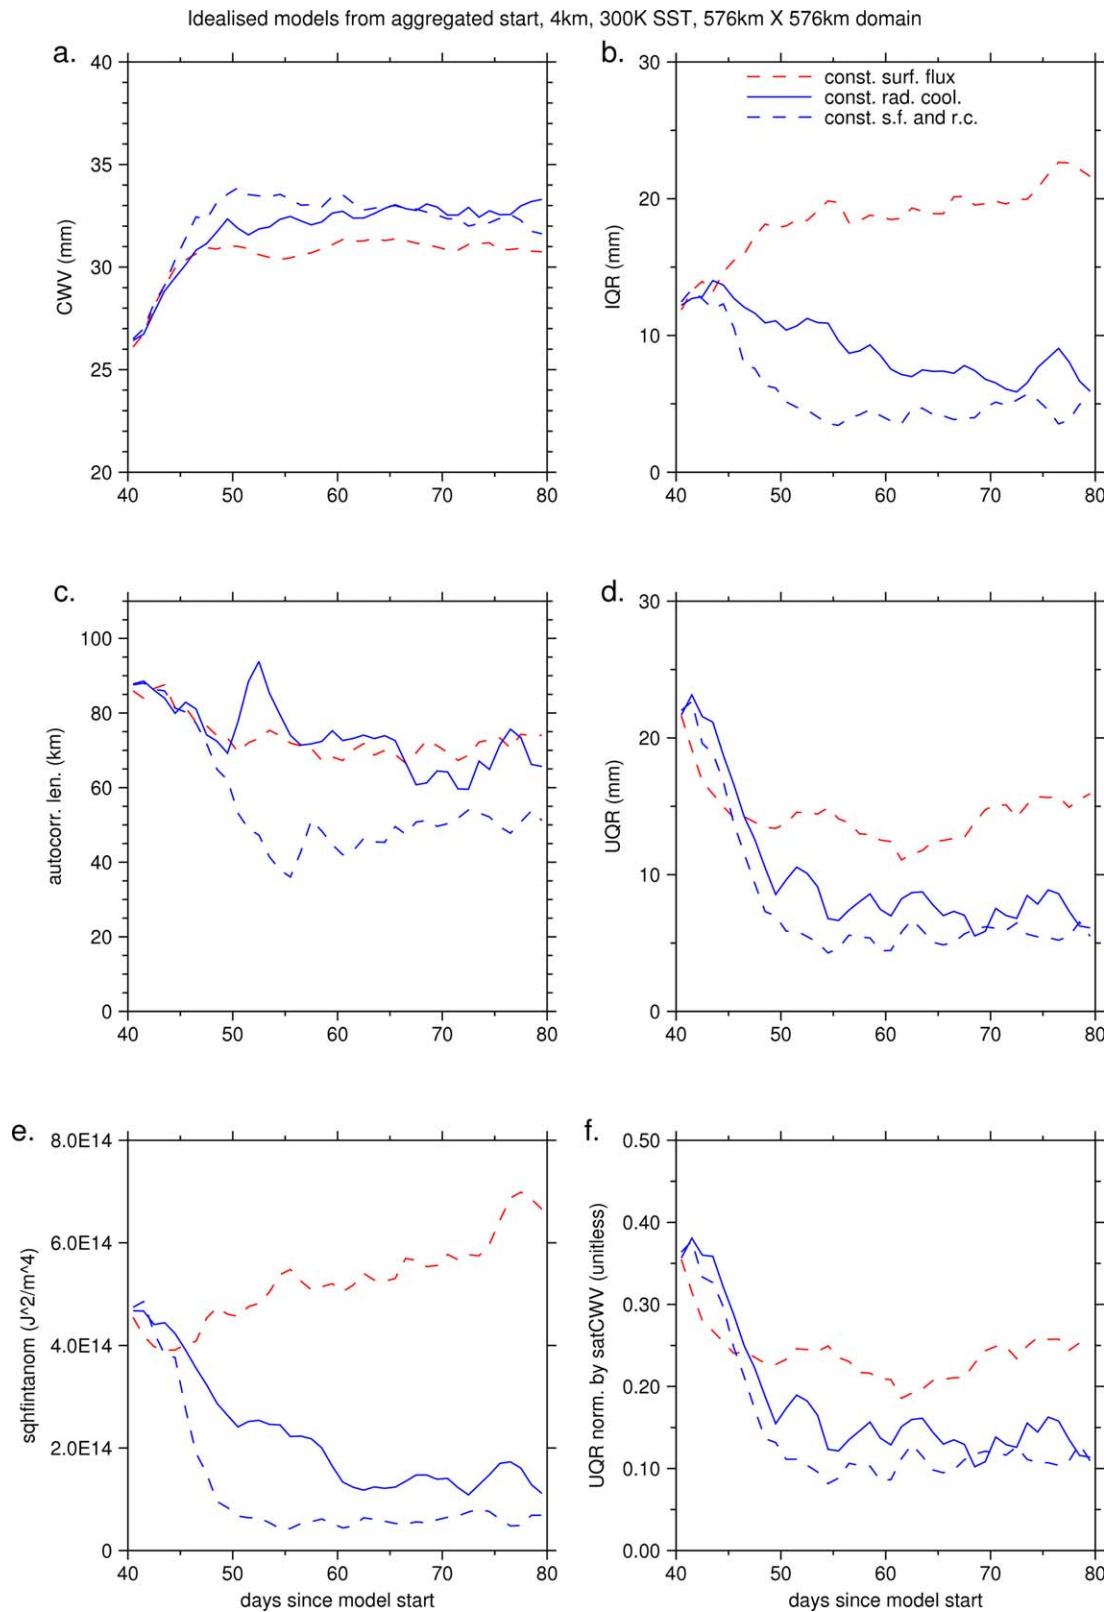 Idealised models from aggregated start, 4km, 300K SST, 576km X 576km domain
a.
CWV (mm)
40
35
30
25
20
40 50 60 70 80
b.
const. surf. flux
const. rad. cool.
const. s.f. and r.c.
IQR (mm)
30
20
10
0
40 50 60 70 80
c.
autocorr. len. (km)
100
80
60
40
20
0
40 50 60 70 80
d.
UQR (mm)
30
20
10
0
40 50 60 70 80
e.
sqhfintanom (J^2/m^4)
8.0E14
6.0E14
4.0E14
2.0E14
0
40 50 60 70 80
days since model start
f.
UQR norm. by satCWV (unitless)
0.50
0.40
0.30
0.20
0.10
0.00
40 50 60 70 80
days since model start